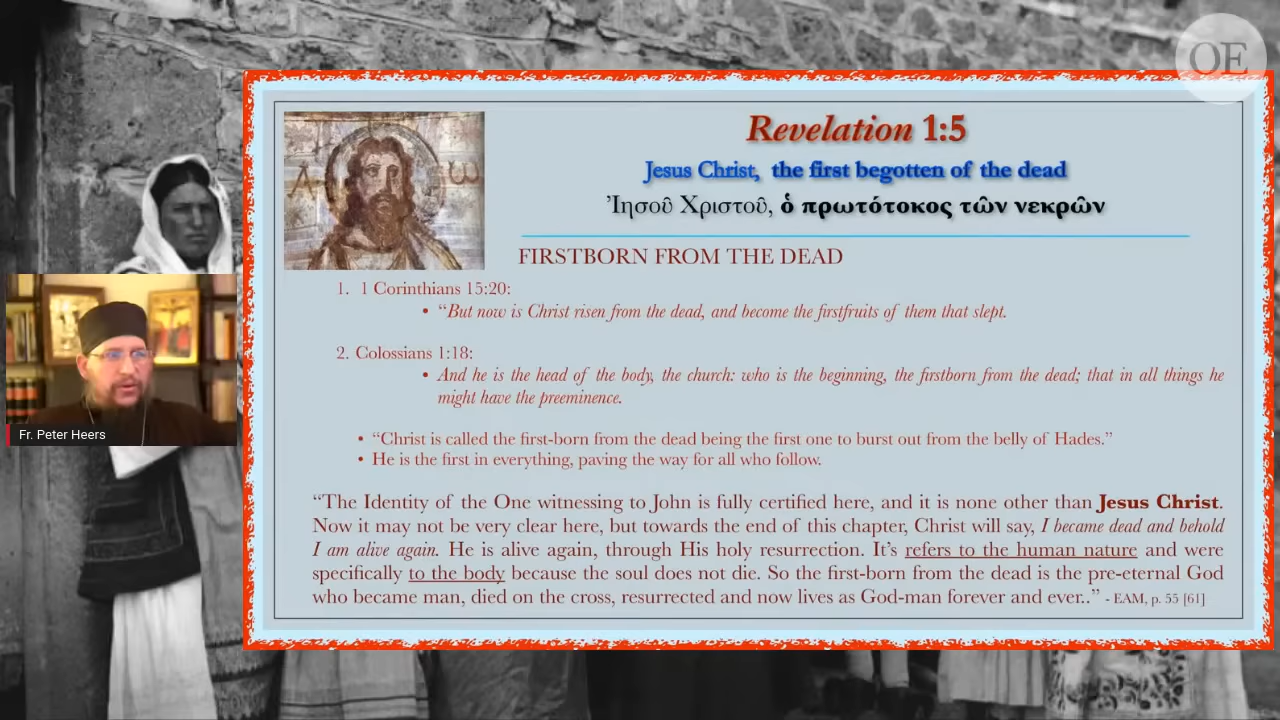 OE
Revelation 1:5
Jesus Christ, the first begotten of the dead
Ἰησοῦ Χριστοῦ, ὁ πρωτότοκος τῶν νεκρῶν
Α ω
FIRSTBORN FROM THE DEAD
1. 1 Corinthians 15:20:
• “But now is Christ risen from the dead, and become the firstfruits of them that slept.
2. Colossians 1:18:
• And he is the head of the body, the church: who is the beginning, the firstborn from the dead; that in all things he
might have the preeminence.
• “Christ is called the first-born from the dead being the first one to burst out from the belly of Hades.”
• He is the first in everything, paving the way for all who follow.
“The Identity of the One witnessing to John is fully certified here, and it is none other than Jesus Christ.
Now it may not be very clear here, but towards the end of this chapter, Christ will say, I became dead and behold
I am alive again. He is alive again, through His holy resurrection. It’s refers to the human nature and were
specifically to the body because the soul does not die. So the first-born from the dead is the pre-eternal God
who became man, died on the cross, resurrected and now lives as God-man forever and ever..” - EAM, p. 55 [61]
Fr. Peter Heers